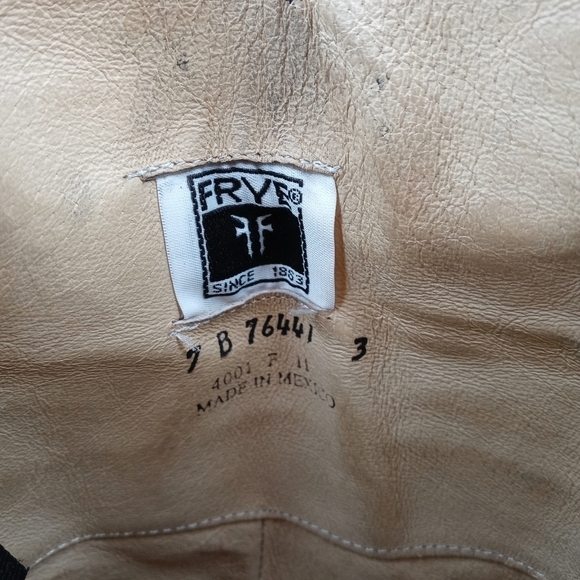 FRYE®
FF
SINCE 1863
7 B 76441 3
4001 F 11
MADE IN MEXICO